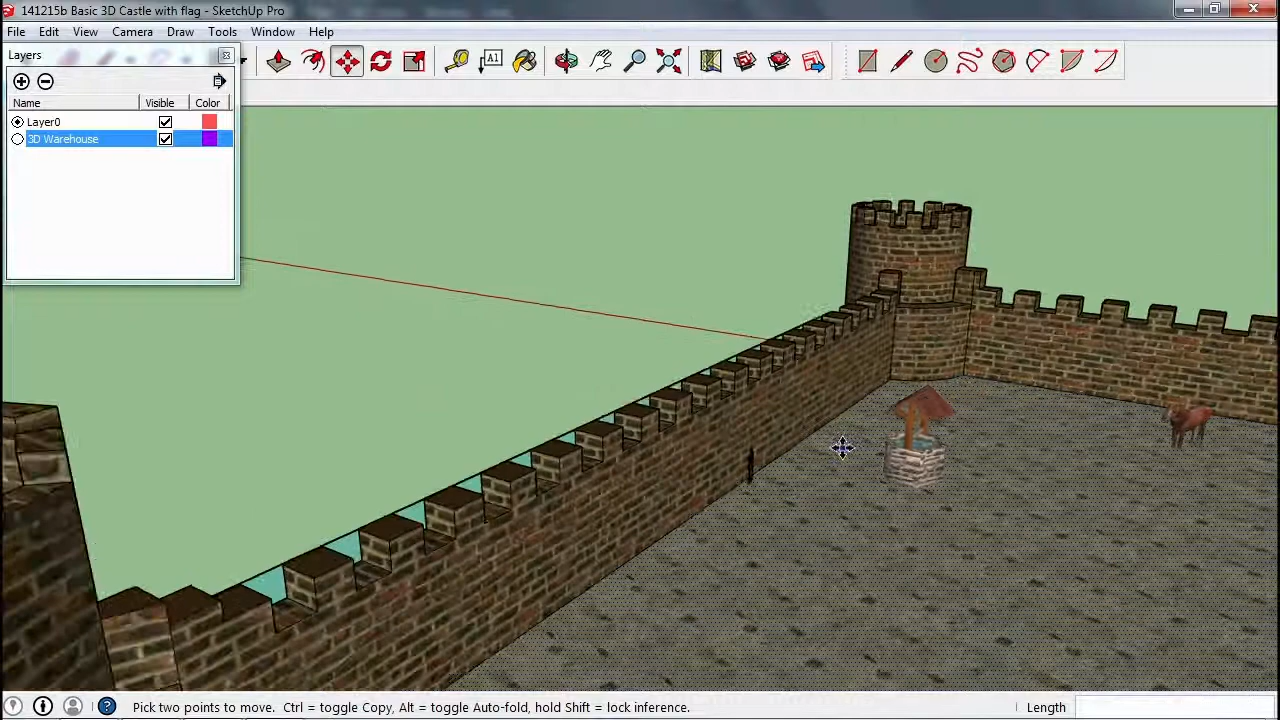 141215b Basic 3D Castle with flag - SketchUp Pro
File Edit View Camera Draw Tools Window Help
Layers
A1
Name Visible Color
Layer0
3D Warehouse
Pick two points to move. Ctrl = toggle Copy, Alt = toggle Auto-fold, hold Shift = lock inference. Length